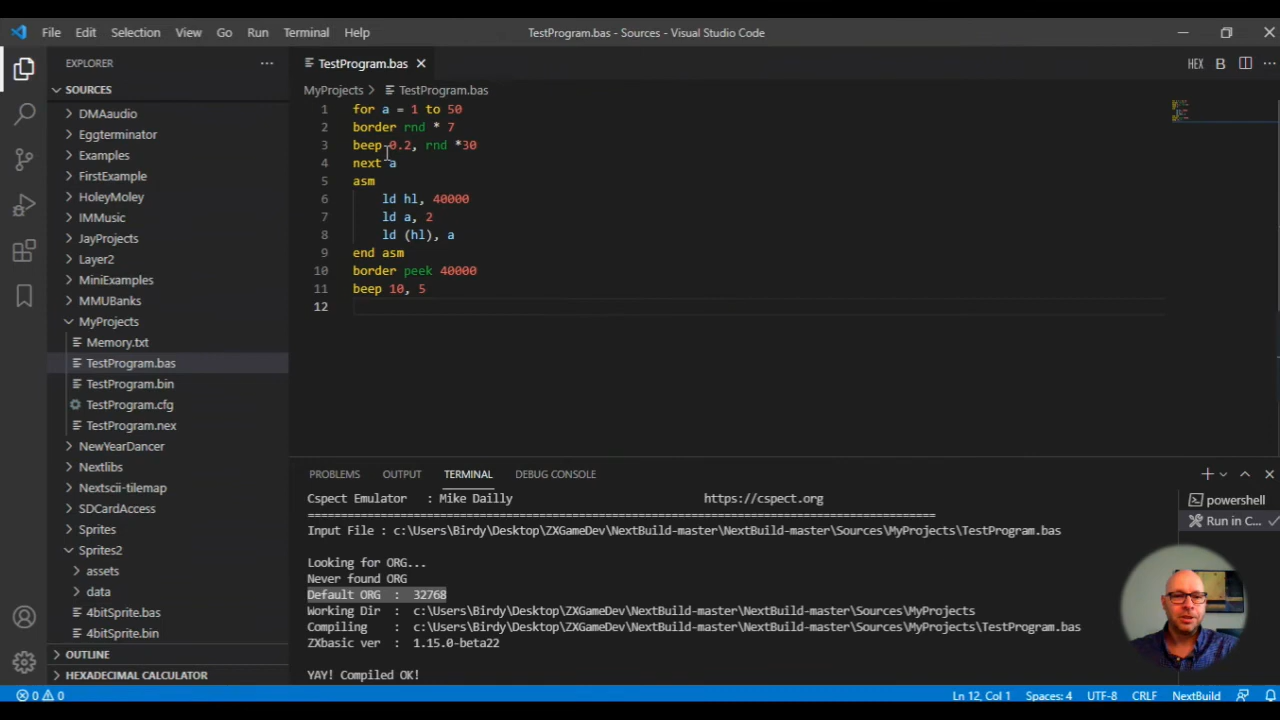 File Edit Selection View Go Run Terminal Help TestProgram.bas - Sources - Visual Studio Code
EXPLORER
SOURCES
DMAaudio
Eggterminator
Examples
FirstExample
HoleyMoley
IMMusic
JayProjects
Layer2
MiniExamples
MMUBanks
MyProjects
Memory.txt
TestProgram.bas
TestProgram.bin
TestProgram.cfg
TestProgram.nex
NewYearDancer
Nextlibs
Nextscii-tilemap
SDCardAccess
Sprites
Sprites2
assets
data
4bitSprite.bas
4bitSprite.bin
OUTLINE
HEXADECIMAL CALCULATOR
TestProgram.bas
HEX B
MyProjects > TestProgram.bas
1 for a = 1 to 50
2 border rnd * 7
3 beep 0.2, rnd *30
4 next a
5 asm
6 ld hl, 40000
7 ld a, 2
8 ld (hl), a
9 end asm
10 border peek 40000
11 beep 10, 5
12
PROBLEMS OUTPUT TERMINAL DEBUG CONSOLE
Cspect Emulator : Mike Dailly https://cspect.org
===============================================================================================
Input File : c:\Users\Birdy\Desktop\ZXGameDev\NextBuild-master\NextBuild-master\Sources\MyProjects\TestProgram.bas
Looking for ORG...
Never found ORG
Default ORG : 32768
Working Dir : c:\Users\Birdy\Desktop\ZXGameDev\NextBuild-master\NextBuild-master\Sources\MyProjects
Compiling : c:\Users\Birdy\Desktop\ZXGameDev\NextBuild-master\NextBuild-master\Sources\MyProjects\TestProgram.bas
ZXbasic ver : 1.15.0-beta22
YAY! Compiled OK!
powershell
Run in C...
0 0 Ln 12, Col 1 Spaces: 4 UTF-8 CRLF NextBuild